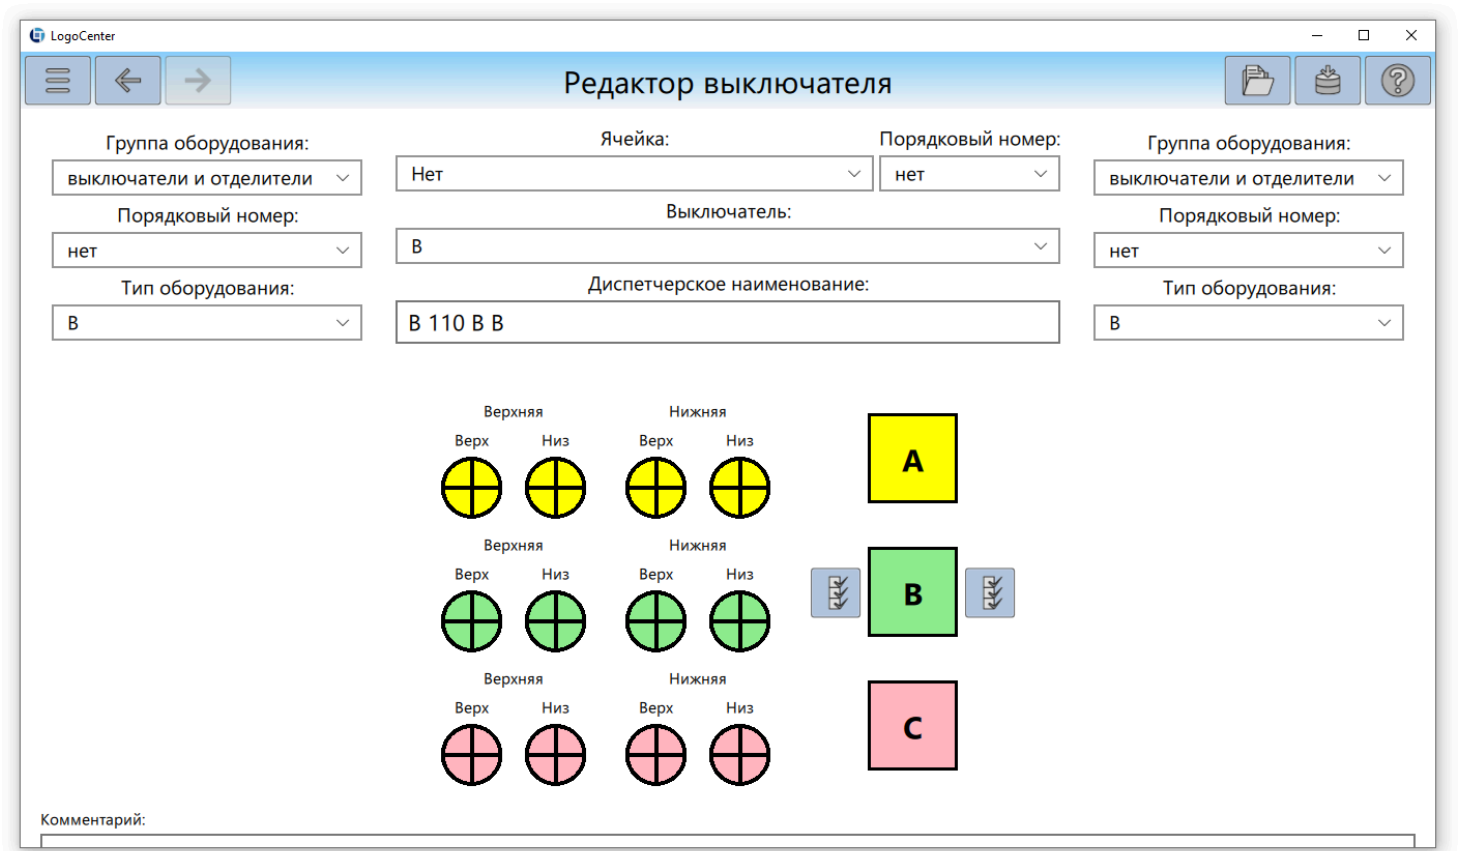 LogoCenter
Редактор выключателя
Группа оборудования:
выключатели и отделители
Порядковый номер:
нет
Тип оборудования:
В
Ячейка:
Порядковый номер:
Нет
нет
Выключатель:
В
Диспетчерское наименование:
В 110 В В
Группа оборудования:
выключатели и отделители
Порядковый номер:
нет
Тип оборудования:
В
Верхняя Нижняя
Верх Низ Верх Низ
A
Верхняя Нижняя
Верх Низ Верх Низ
B
Верхняя Нижняя
Верх Низ Верх Низ
C
Комментарий: